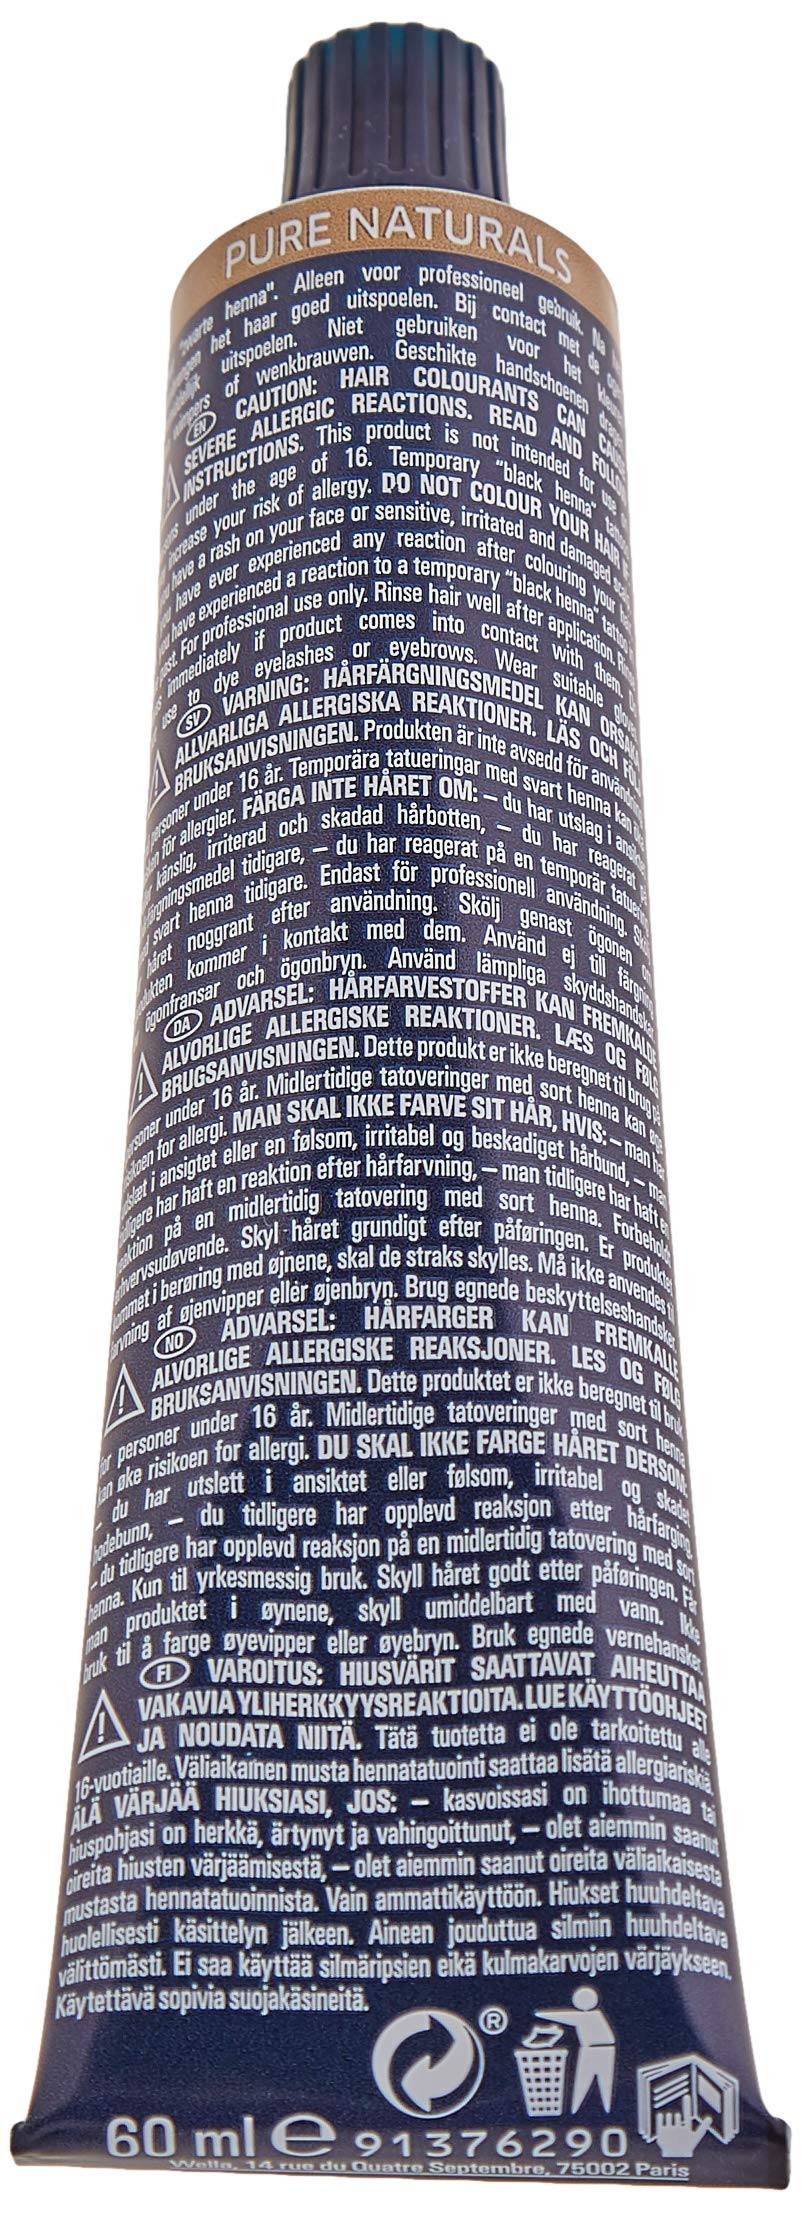 PURE NATURALS
henna". Alleen voor professioneel gebruik. Na
het haar goed uitspoelen. Bij contact met de
uitspoelen. Niet gebruiken voor het
of wenkbrauwen. Geschikte handschoenen
EN CAUTION: HAIR COLOURANTS CAN CAUSE
SEVERE ALLERGIC REACTIONS. READ AND FOLLOW
INSTRUCTIONS. This product is not intended for use
under the age of 16. Temporary "black henna"
increase your risk of allergy. DO NOT COLOUR YOUR HAIR
have a rash on your face or sensitive, irritated and damaged
have ever experienced any reaction after colouring your
have experienced a reaction to a temporary "black henna" tattoo
For professional use only. Rinse hair well after application. Rinse
immediately if product comes into contact with them. Do
use to dye eyelashes or eyebrows. Wear suitable gloves
SV VARNING: HÅRFÄRGNINGSMEDEL KAN ORSAKA
ALLVARLIGA ALLERGISKA REAKTIONER. LÄS OCH FÖLJ
BRUKSANVISNINGEN. Produkten är inte avsedd för
personer under 16 år. Temporära tatueringar med svart henna kan
för allergier. FÄRGA INTE HÅRET OM: – du har utslag i
känslig, irriterad och skadad hårbotten, – du har reagerat på
tidigare, – du har reagerat på en temporär
svart henna tidigare. Endast för professionell användning. Skölj
håret noggrant efter användning. Skölj genast ögonen om
kommer i kontakt med dem. Använd ej till färgning
ögonfransar och ögonbryn. Använd lämpliga skyddshandskar
DA ADVARSEL: HÅRFARVESTOFFER KAN FREMKALDE
ALVORLIGE ALLERGISKE REAKTIONER. LÆS OG FØLG
BRUGSANVISNINGEN. Dette produkt er ikke beregnet til brug på
personer under 16 år. Midlertidige tatoveringer med sort henna kan øge
risikoen for allergi. MAN SKAL IKKE FARVE SIT HÅR, HVIS: – man har
i ansigtet eller en følsom, irritabel og beskadiget hårbund, – man
tidligere har haft en reaktion efter hårfarvning, – man tidligere har haft en
reaktion på en midlertidig tatovering med sort henna. Forbeholdt
erhvervsudøvende. Skyl håret grundigt efter påføringen. Er produktet
kommet i berøring med øjnene, skal de straks skylles. Må ikke anvendes til
farvning af øjenvipper eller øjenbryn. Brug egnede beskyttelseshandsker
NO ADVARSEL: HÅRFARGER KAN FREMKALLE
ALVORLIGE ALLERGISKE REAKSJONER. LES OG FØLG
BRUKSANVISNINGEN. Dette produktet er ikke beregnet til bruk
for personer under 16 år. Midlertidige tatoveringer med sort henna
kan øke risikoen for allergi. DU SKAL IKKE FARGE HÅRET DERSOM:
– du har utslett i ansiktet eller følsom, irritabel og skadet
hodebunn, – du tidligere har opplevd reaksjon etter hårfarging,
– du tidligere har opplevd reaksjon på en midlertidig tatovering med sort
henna. Kun til yrkesmessig bruk. Skyll håret godt etter påføringen. Får
man produktet i øynene, skyll umiddelbart med vann. Ikke
bruk til å farge øyevipper eller øyebryn. Bruk egnede vernehansker.
FI VAROITUS: HIUSVÄRIT SAATTAVAT AIHEUTTAA
VAKAVIA YLIHERKKYYSREAKTIOITA. LUE KÄYTTÖOHJEET
JA NOUDATA NIITÄ. Tätä tuotetta ei ole tarkoitettu alle
16-vuotiaille. Väliaikainen musta hennatatuointi saattaa lisätä allergiariskiä.
ÄLÄ VÄRJÄÄ HIUKSIASI, JOS: – kasvoissasi on ihottumaa tai
hiuspohjasi on herkkä, ärtynyt ja vahingoittunut, – olet aiemmin saanut
oireita hiusten värjäämisestä, – olet aiemmin saanut oireita väliaikaisesta
mustasta hennatatuoinnista. Vain ammattikäyttöön. Hiukset huuhdeltava
huolellisesti käsittelyn jälkeen. Aineen jouduttua silmiin huuhdeltava
välittömästi. Ei saa käyttää silmäripsien eikä kulmakarvojen värjäykseen.
Käytettävä sopivia suojakäsineitä.
®
60 ml e 91376290
Wella, 14 rue du Quatre Septembre, 75002 Paris